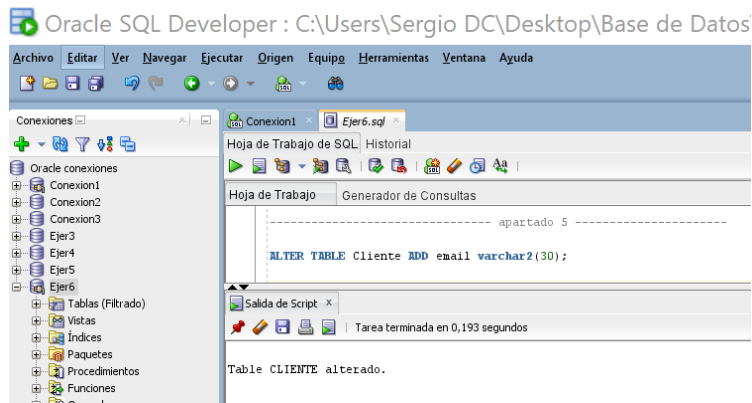 Oracle SQL Developer : C:\Users\Sergio DC\Desktop\Base de Datos\
Archivo Editar Ver Navegar Ejecutar Origen Equipo Herramientas Ventana Ayuda
Conexiones
Oracle conexiones
Conexion1
Conexion2
Conexion3
Ejer3
Ejer4
Ejer5
Ejer6
Tablas (Filtrado)
Vistas
Índices
Paquetes
Procedimientos
Funciones
Conexion1 Ejer6.sql
Hoja de Trabajo de SQL Historial
Hoja de Trabajo Generador de Consultas
------------------------------- apartado 5 ----------------------
ALTER TABLE Cliente ADD email varchar2(30);
Salida de Script x
Tarea terminada en 0,193 segundos
Table CLIENTE alterado.